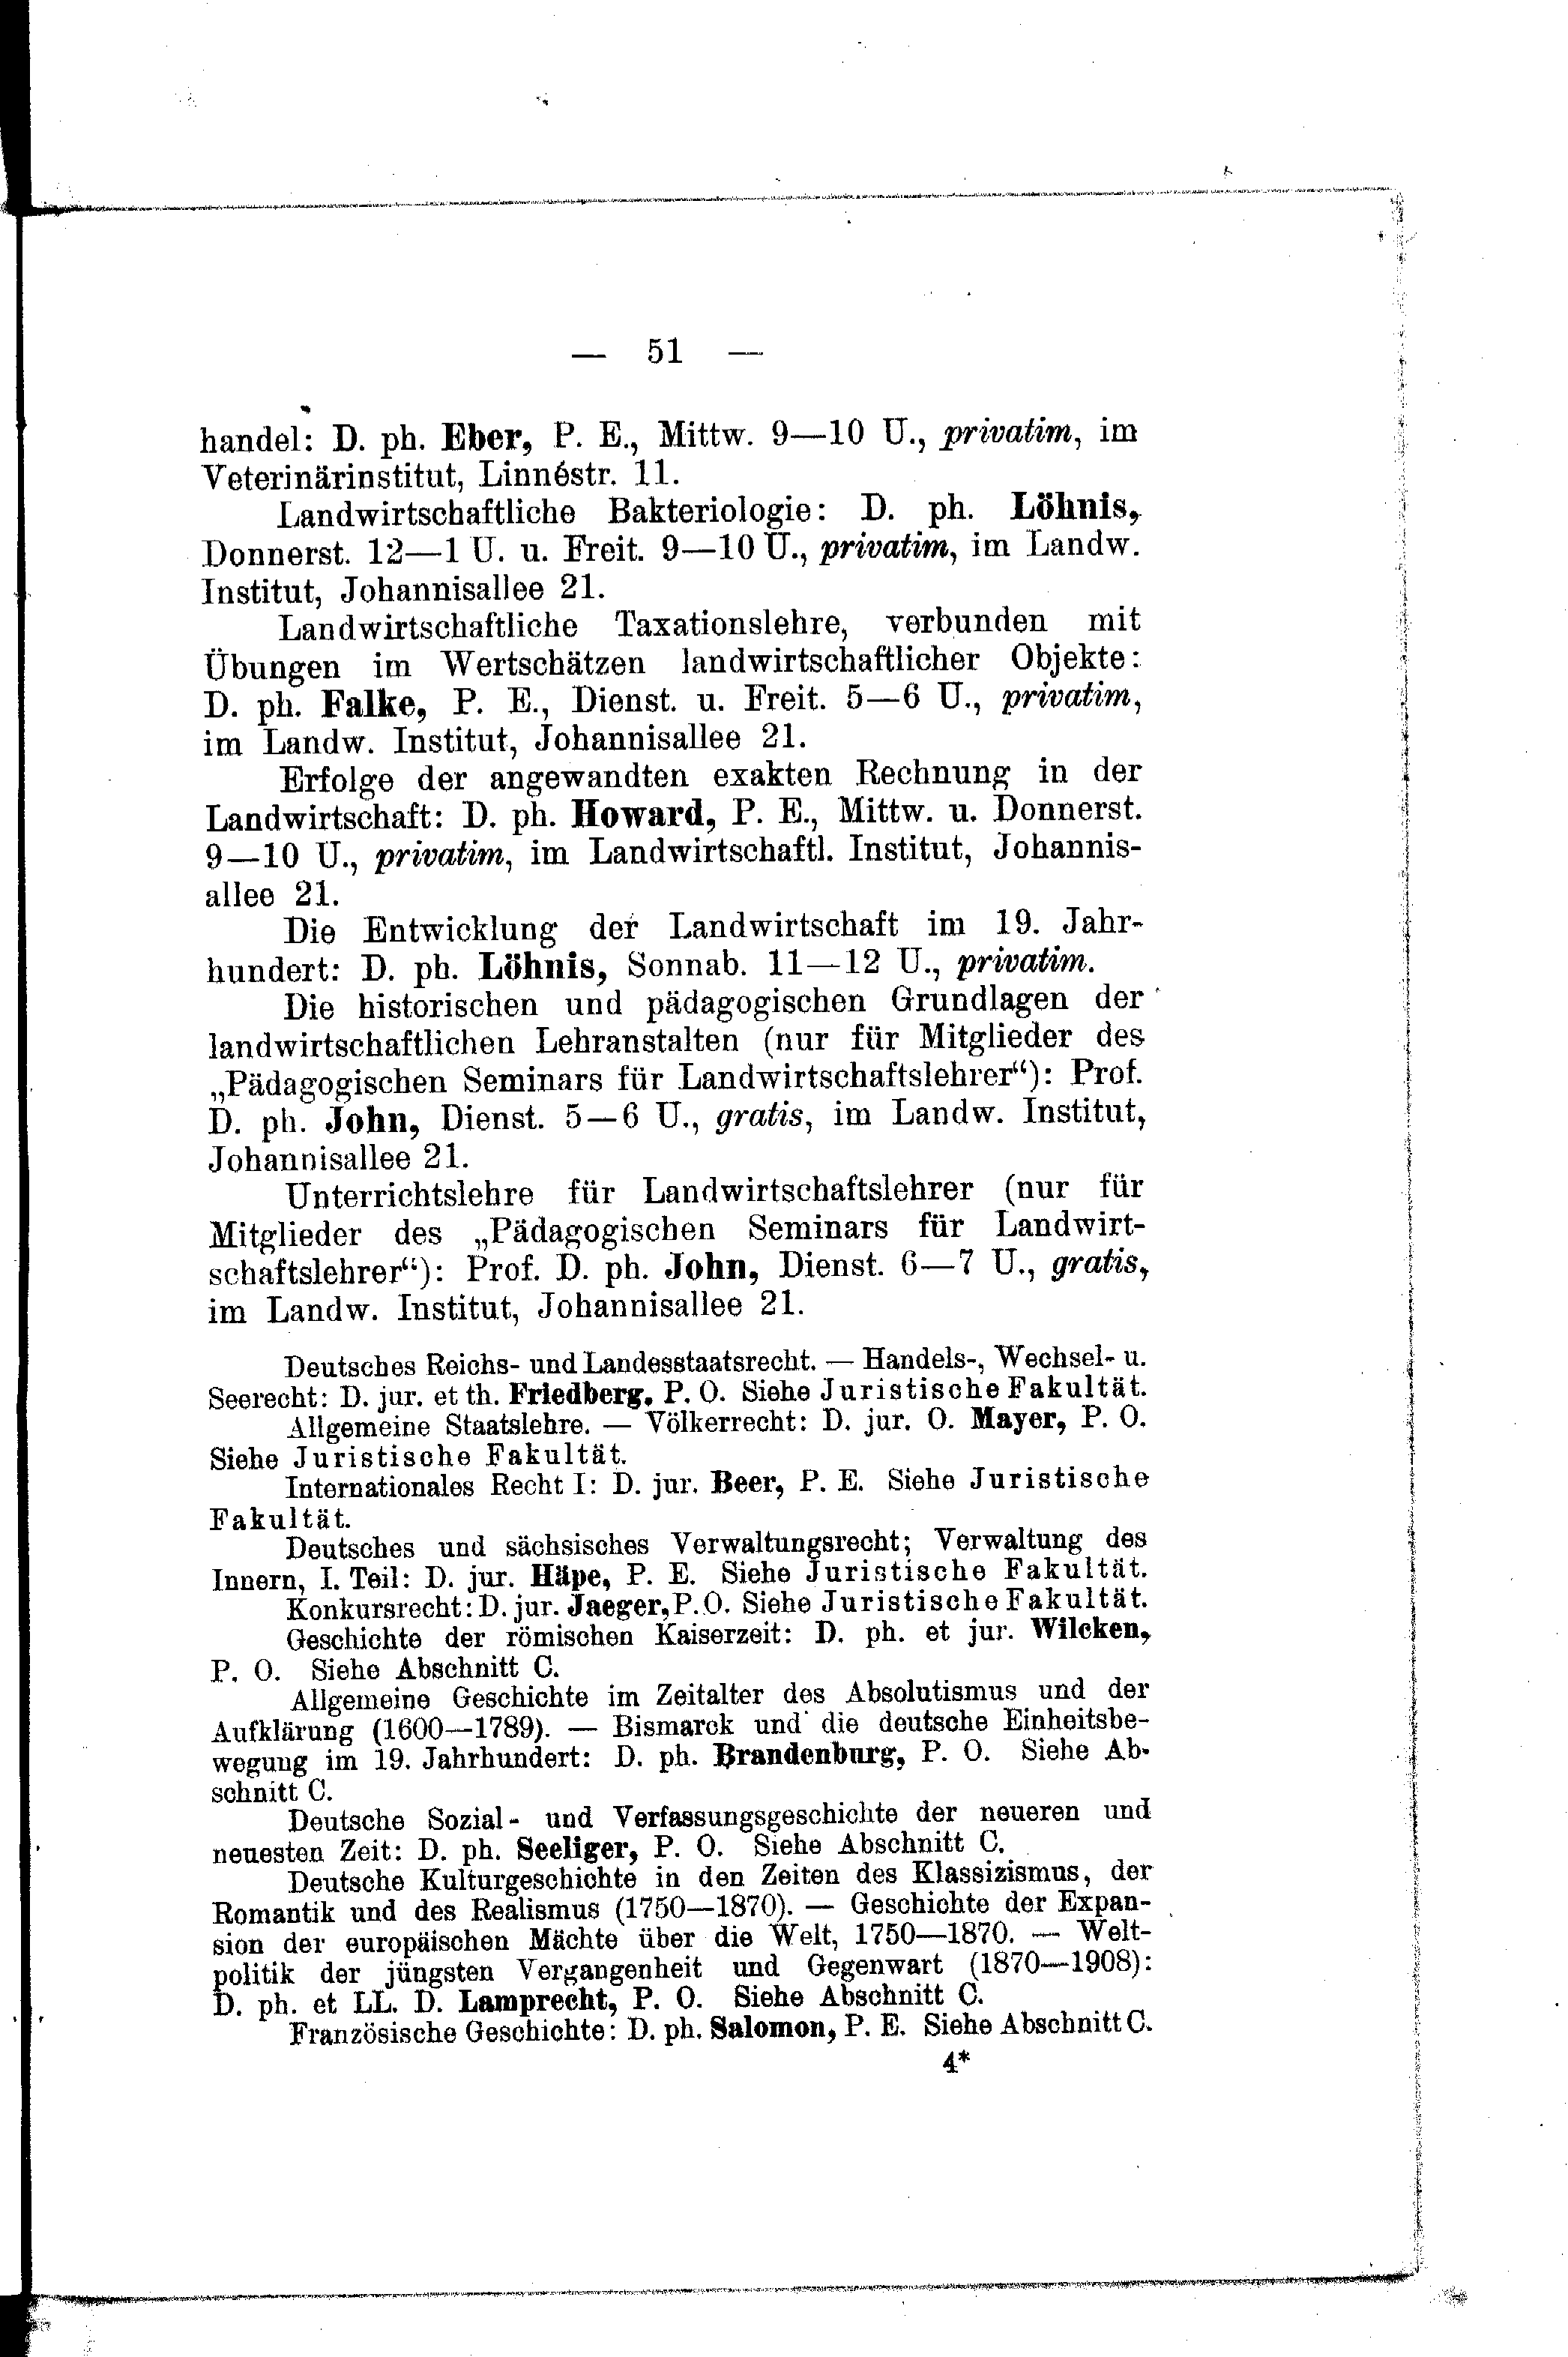 — 51 —
handel: D. ph. Eber, P. E., Mittw. 9—10 U., privatim, im
Veterinärinstitut, Linnéstr. 11.
Landwirtschaftliche Bakteriologie: D. ph. Löhnis,
Donnerst. 12—1 U. u. Freit. 9—10 U., privatim, im Landw.
Institut, Johannisallee 21.
Landwirtschaftliche Taxationslehre, verbunden mit
Übungen im Wertschätzen landwirtschaftlicher Objekte:
D. ph. Falke, P. E., Dienst. u. Freit. 5—6 U., privatim,
im Landw. Institut, Johannisallee 21.
Erfolge der angewandten exakten Rechnung in der
Landwirtschaft: D. ph. Howard, P. E., Mittw. u. Donnerst.
9—10 U., privatim, im Landwirtschaftl. Institut, Johannis-
allee 21.
Die Entwicklung der Landwirtschaft im 19. Jahr-
hundert: D. ph. Löhnis, Sonnab. 11—12 U., privatim.
Die historischen und pädagogischen Grundlagen der
landwirtschaftlichen Lehranstalten (nur für Mitglieder des
„Pädagogischen Seminars für Landwirtschaftslehrer“): Prof.
D. ph. John, Dienst. 5—6 U., gratis, im Landw. Institut,
Johannisallee 21.
Unterrichtslehre für Landwirtschaftslehrer (nur für
Mitglieder des „Pädagogischen Seminars für Landwirt-
schaftslehrer“): Prof. D. ph. John, Dienst. 6—7 U., gratis,
im Landw. Institut, Johannisallee 21.
Deutsches Reichs- und Landesstaatsrecht. — Handels-, Wechsel- u.
Seerecht: D. jur. et th. Friedberg, P. O. Siehe Juristische Fakultät.
Allgemeine Staatslehre. — Völkerrecht: D. jur. O. Mayer, P. O.
Siehe Juristische Fakultät.
Internationales Recht I: D. jur. Beer, P. E. Siehe Juristische
Fakultät.
Deutsches und sächsisches Verwaltungsrecht; Verwaltung des
Innern, I. Teil: D. jur. Häpe, P. E. Siehe Juristische Fakultät.
Konkursrecht: D. jur. Jaeger, P. O. Siehe Juristische Fakultät.
Geschichte der römischen Kaiserzeit: D. ph. et jur. Wilcken,
P. O. Siehe Abschnitt C.
Allgemeine Geschichte im Zeitalter des Absolutismus und der
Aufklärung (1600—1789). — Bismarck und die deutsche Einheitsbe-
wegung im 19. Jahrhundert: D. ph. Brandenburg, P. O. Siehe Ab-
schnitt C.
Deutsche Sozial- und Verfassungsgeschichte der neueren und
neuesten Zeit: D. ph. Seeliger, P. O. Siehe Abschnitt C.
Deutsche Kulturgeschichte in den Zeiten des Klassizismus, der
Romantik und des Realismus (1750—1870). — Geschichte der Expan-
sion der europäischen Mächte über die Welt, 1750—1870. — Welt-
politik der jüngsten Vergangenheit und Gegenwart (1870—1908):
D. ph. et LL. D. Lamprecht, P. O. Siehe Abschnitt C.
Französische Geschichte: D. ph. Salomon, P. E. Siehe Abschnitt C.
4*